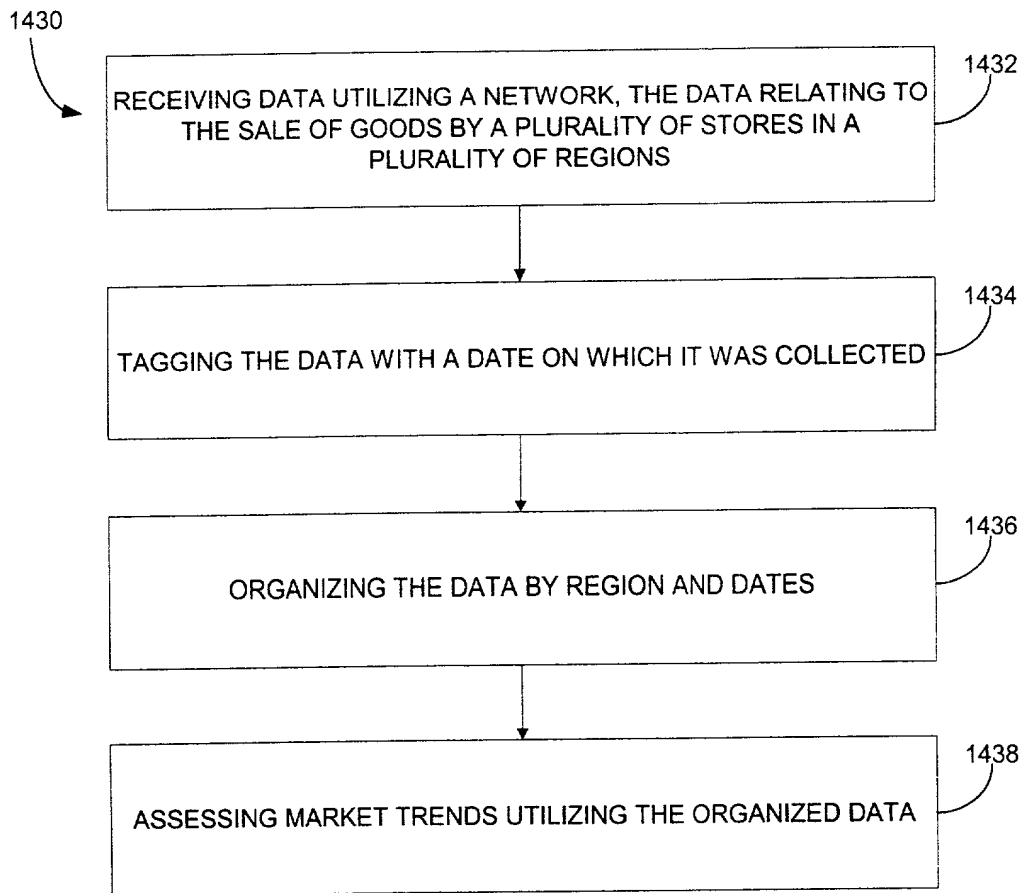 1430
1432
RECEIVING DATA UTILIZING A NETWORK, THE DATA RELATING TO
THE SALE OF GOODS BY A PLURALITY OF STORES IN A
PLURALITY OF REGIONS
1434
TAGGING THE DATA WITH A DATE ON WHICH IT WAS COLLECTED
1436
ORGANIZING THE DATA BY REGION AND DATES
1438
ASSESSING MARKET TRENDS UTILIZING THE ORGANIZED DATA